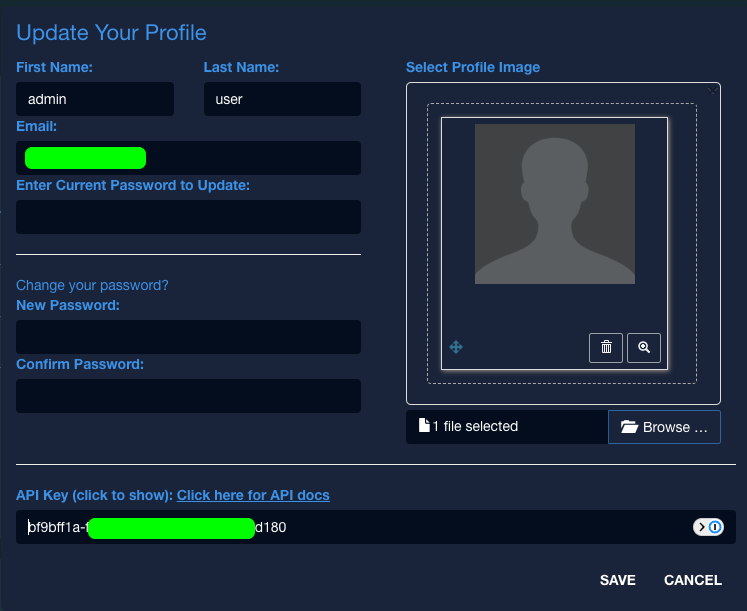 Update Your Profile
First Name:
Last Name:
Select Profile Image
admin
user
Email:
Enter Current Password to Update:
Change your password?
New Password:
Confirm Password:
1 file selected
Browse ...
API Key (click to show): Click here for API docs
bf9bff1a-f d180
SAVE
CANCEL